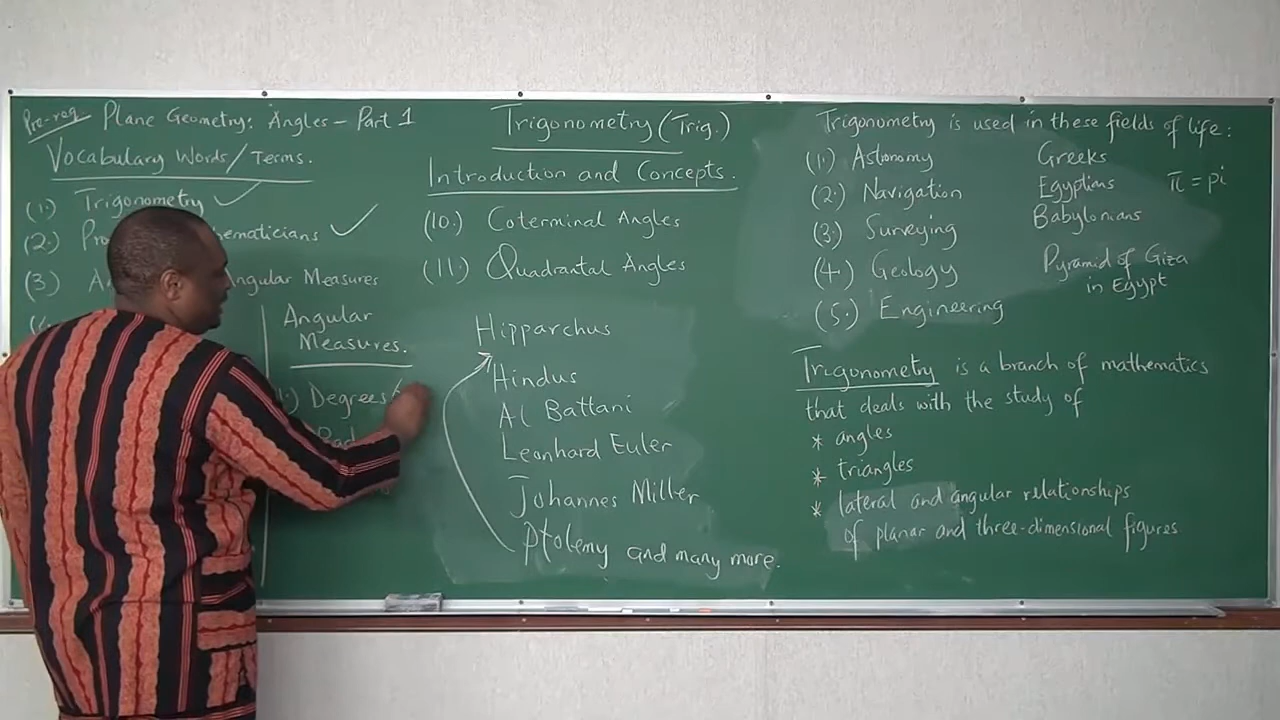 Pre-req Plane Geometry: Angles - Part 1
Vocabulary Words/Terms.
(1.) Trigonometry
(2.)
(3.) Angular Measures
Angular
Measures.
Degrees
Trigonometry (Trig.)
Introduction and Concepts.
(10.) Coterminal Angles
(11.) Quadrantal Angles
Hipparchus
Hindus
Al Battani
Leonhard Euler
Johannes Miller
Ptolemy and many more.
Trigonometry is used in these fields of life:
(1.) Astonomy
(2.) Navigation
(3.) Surveying
(4.) Geology
(5.) Engineering
Greeks
Egyptians
Babylonians
π = pi
Pyramid of Giza
in Egypt
Trigonometry is a branch of mathematics
that deals with the study of
* angles
* triangles
* lateral and angular relationships
of planar and three-dimensional figures